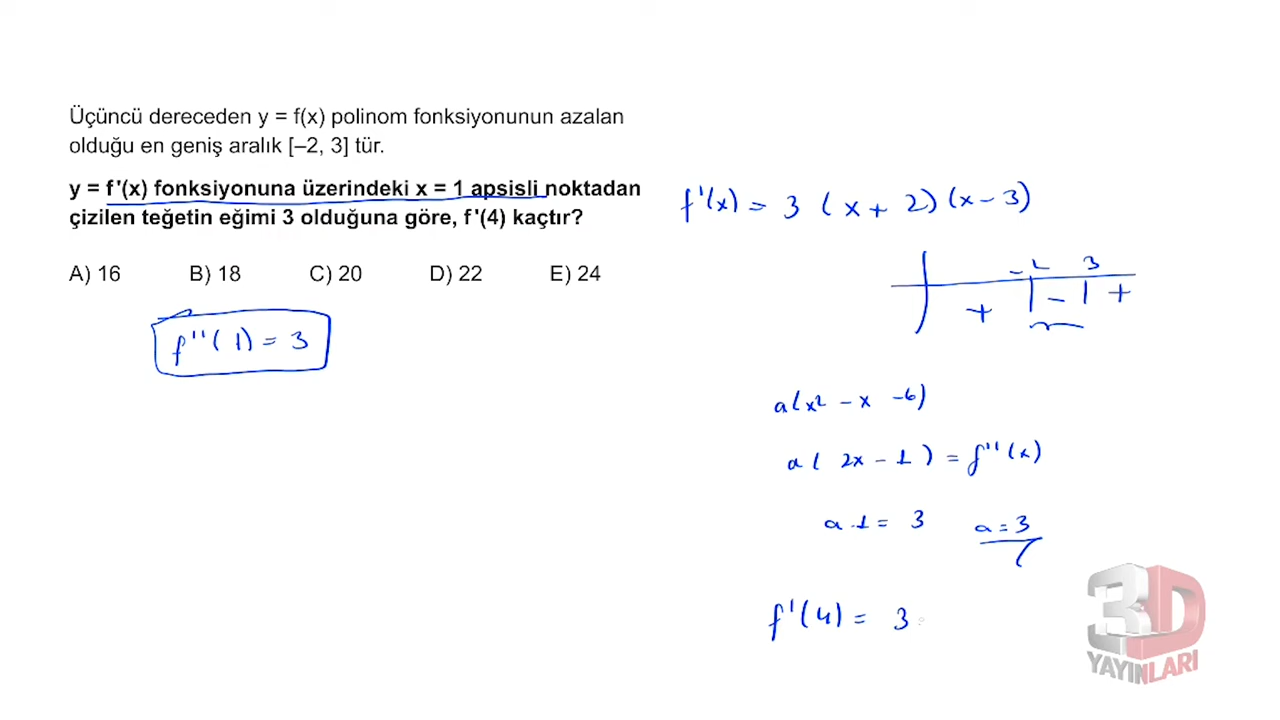 Üçüncü dereceden y = f(x) polinom fonksiyonunun azalan
olduğu en geniş aralık [–2, 3] tür.
y = f'(x) fonksiyonuna üzerindeki x = 1 apsisli noktadan
çizilen teğetin eğimi 3 olduğuna göre, f'(4) kaçtır?
A) 16 B) 18 C) 20 D) 22 E) 24
f''(1) = 3
f'(x) = 3 (x + 2) (x - 3)
-2 3
+ - +
a(x² - x - 6)
a( 2x - 1 ) = f''(x)
a.1 = 3 a = 3
f'(4) = 3
3D
YAYINLARI